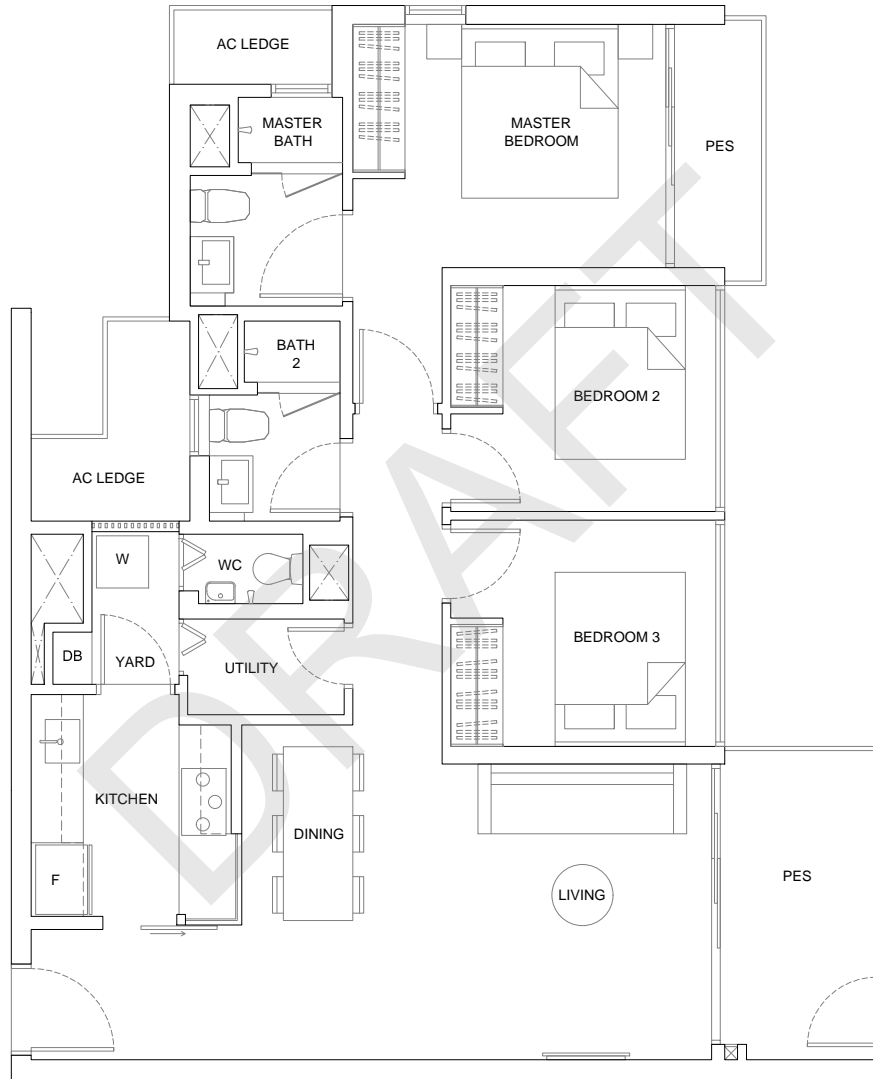 AC LEDGE
MASTER
BATH
MASTER
BEDROOM
PES
BATH
2
BEDROOM 2
AC LEDGE
W
WC
DB
YARD
UTILITY
BEDROOM 3
KITCHEN
DINING
F
LIVING
PES
DRAFT